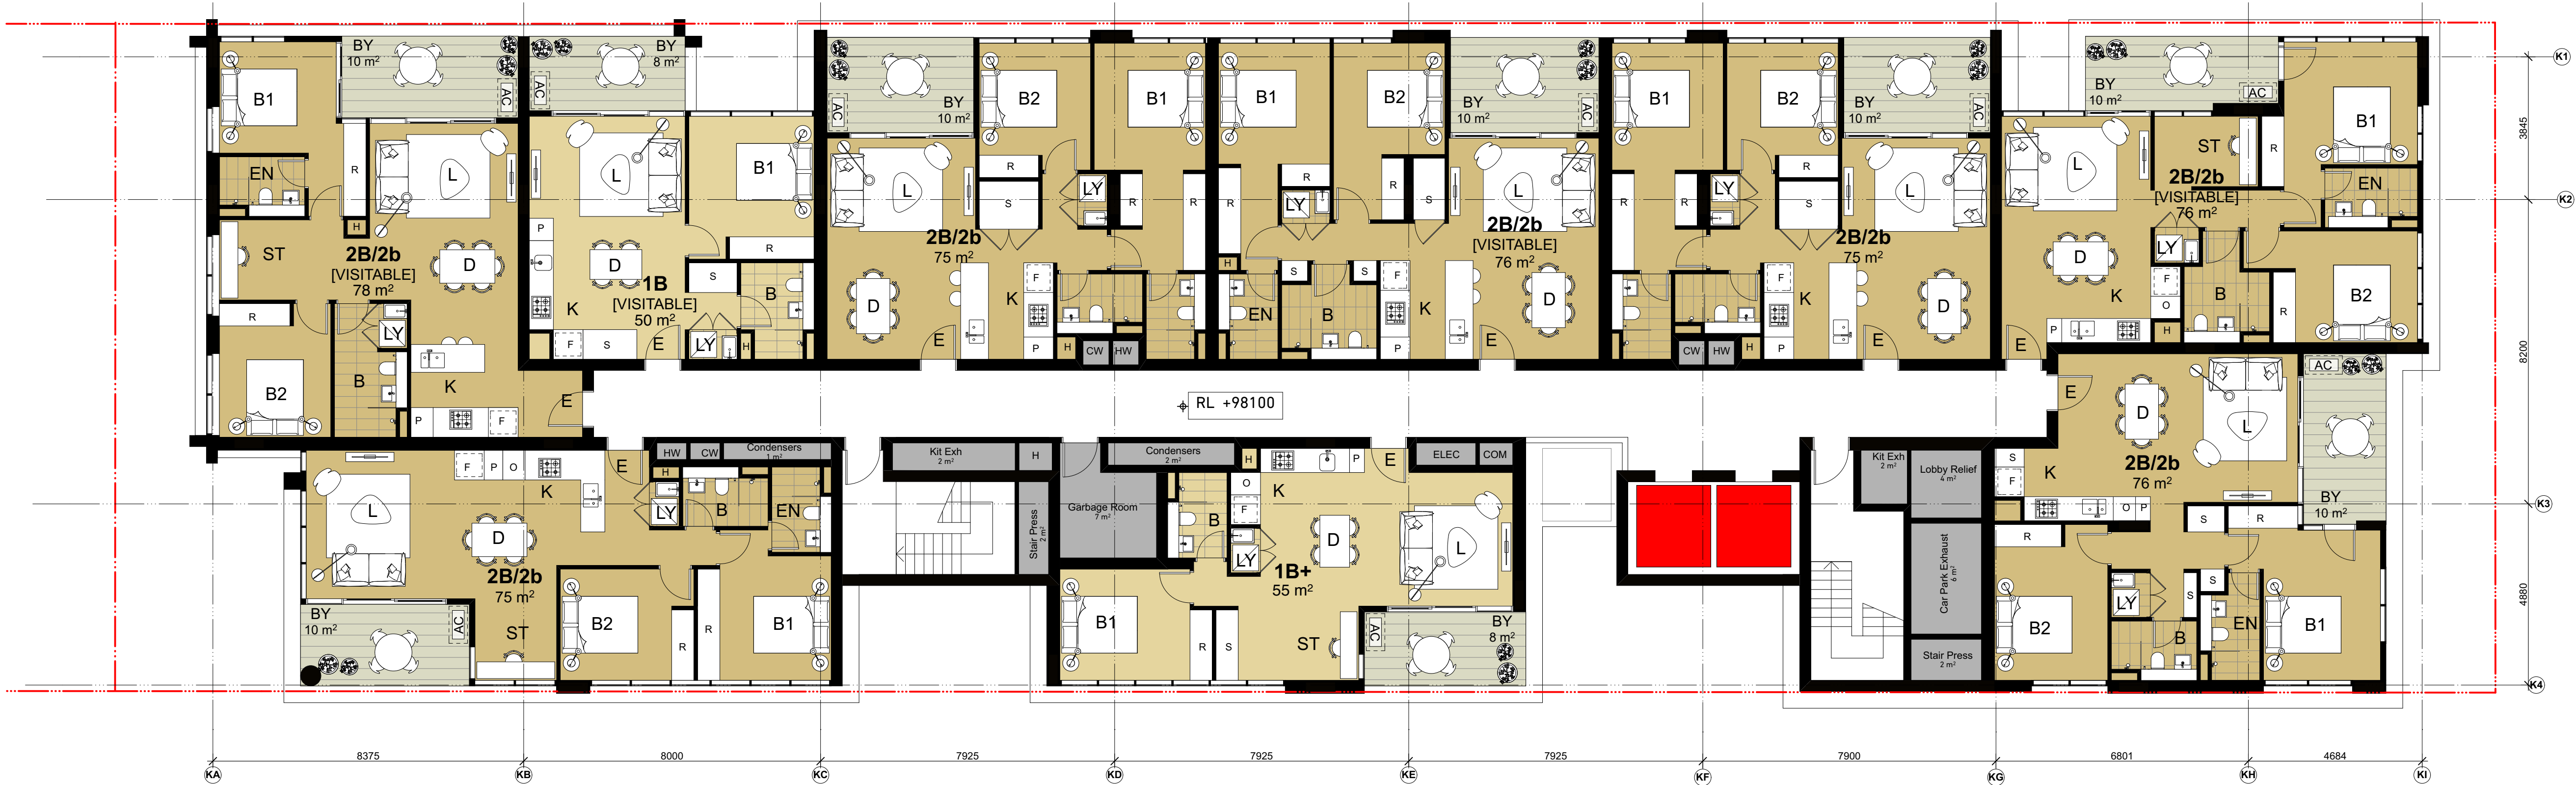 BY
10 m²
AC
B1
EN
R
L
H
ST
2B/2b
[VISITABLE]
78 m²
D
R
LY
B
B2
K
P
F
E
BY
8 m²
AC
L
B1
P
R
D
S
1B
[VISITABLE]
50 m²
K
B
F
S
E
LY
H
AC
BY
10 m²
B2
B1
L
R
LY
S
R
R
2B/2b
75 m²
F
D
K
E
P
H
CW
HW
B1
B2
BY
10 m²
AC
R
R
R
LY
S
L
2B/2b
[VISITABLE]
76 m²
H
S
S
F
D
EN
B
K
P
E
B1
B2
BY
10 m²
AC
R
R
R
LY
S
L
2B/2b
75 m²
F
K
D
P
E
CW
HW
H
BY
10 m²
AC
B1
L
ST
R
2B/2b
[VISITABLE]
76 m²
EN
LY
D
F
O
K
B
R
B2
P
H
E
RL +98100
E
AC
D
L
2B/2b
76 m²
S
F
K
O
P
BY
10 m²
S
R
R
S
LY
S
B2
B
EN
B1
HW
CW
Condensers
1 m²
F
P
O
K
E
H
L
LY
B
EN
D
2B/2b
75 m²
BY
10 m²
AC
ST
B2
R
R
B1
Kit Exh
2 m²
H
Stair Press
2 m²
Garbage Room
7 m²
Condensers
2 m²
H
P
E
ELEC
COM
O
F
K
B
LY
D
L
1B+
55 m²
B1
R
S
ST
AC
BY
8 m²
Kit Exh
2 m²
Lobby Relief
4 m²
Car Park Exhaust
6 m²
Stair Press
2 m²
K1
3845
K2
8200
K3
4880
K4
8375
8000
7925
7925
7925
7900
6801
4684
KA
KB
KC
KD
KE
KF
KG
KH
KI